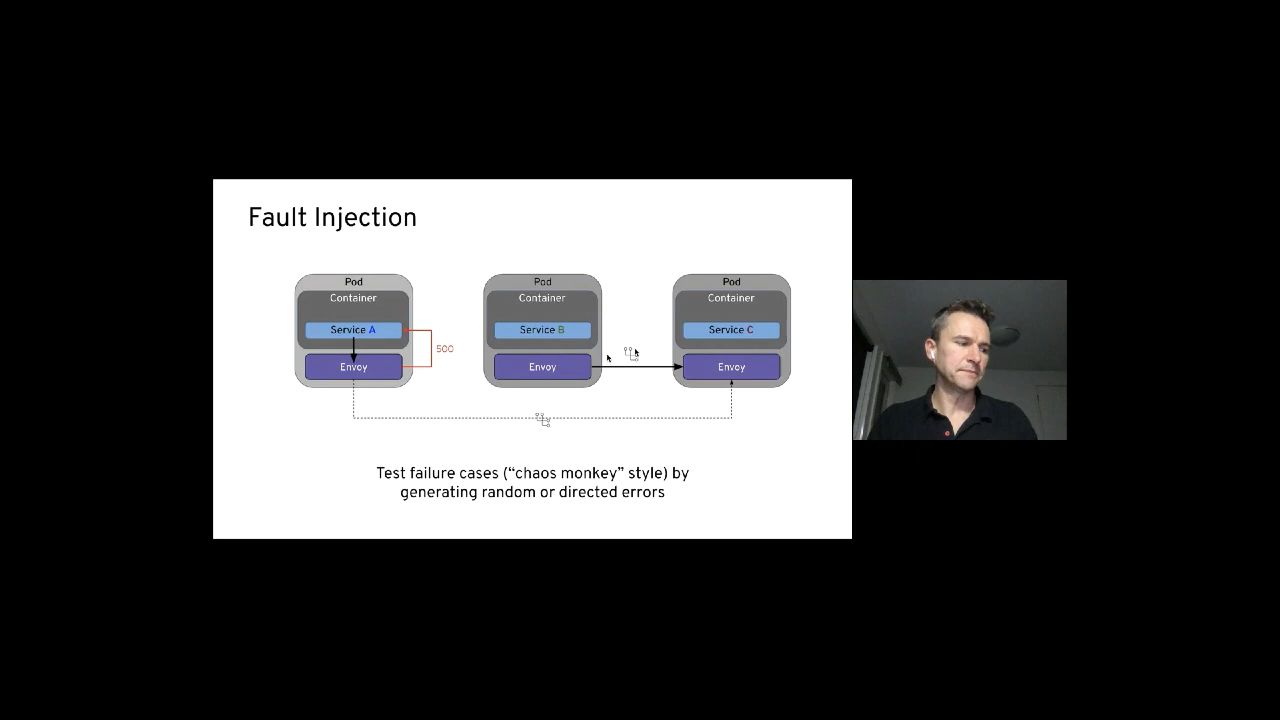 Fault Injection
Pod
Container
Service A
Envoy
500
Pod
Container
Service B
Envoy
Pod
Container
Service C
Envoy
Test failure cases (“chaos monkey” style) by
generating random or directed errors